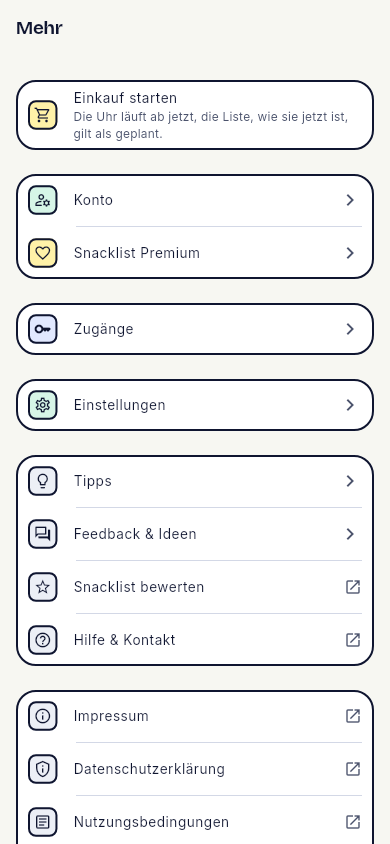 Mehr
Einkauf starten
Die Uhr läuft ab jetzt, die Liste, wie sie jetzt ist,
gilt als geplant.
Konto
Snacklist Premium
Zugänge
Einstellungen
Tipps
Feedback & Ideen
Snacklist bewerten
Hilfe & Kontakt
Impressum
Datenschutzerklärung
Nutzungsbedingungen